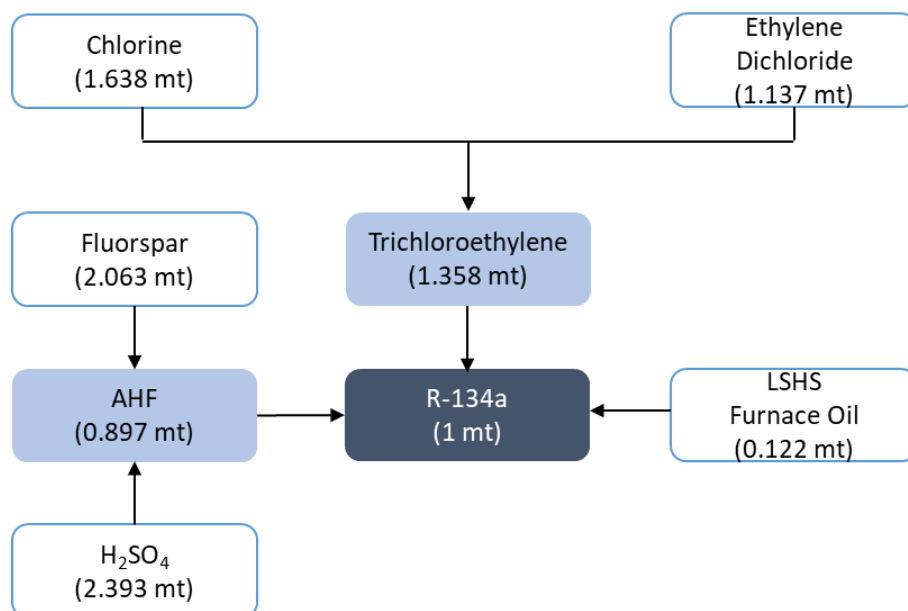 Chlorine
(1.638 mt)
Ethylene
Dichloride
(1.137 mt)
Fluorspar
(2.063 mt)
Trichloroethylene
(1.358 mt)
AHF
(0.897 mt)
R-134a
(1 mt)
LSHS
Furnace Oil
(0.122 mt)
H₂SO₄
(2.393 mt)